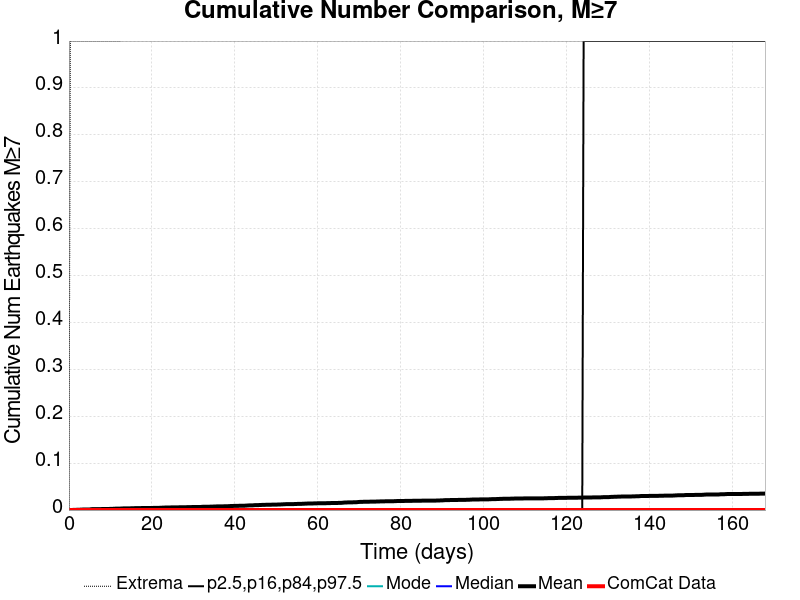 Cumulative Number Comparison, M≥7
Cumulative Num Earthquakes M≥7
1
0.9
0.8
0.7
0.6
0.5
0.4
0.3
0.2
0.1
0
0 20 40 60 80 100 120 140 160
Time (days)
Extrema p2.5,p16,p84,p97.5 Mode Median Mean ComCat Data